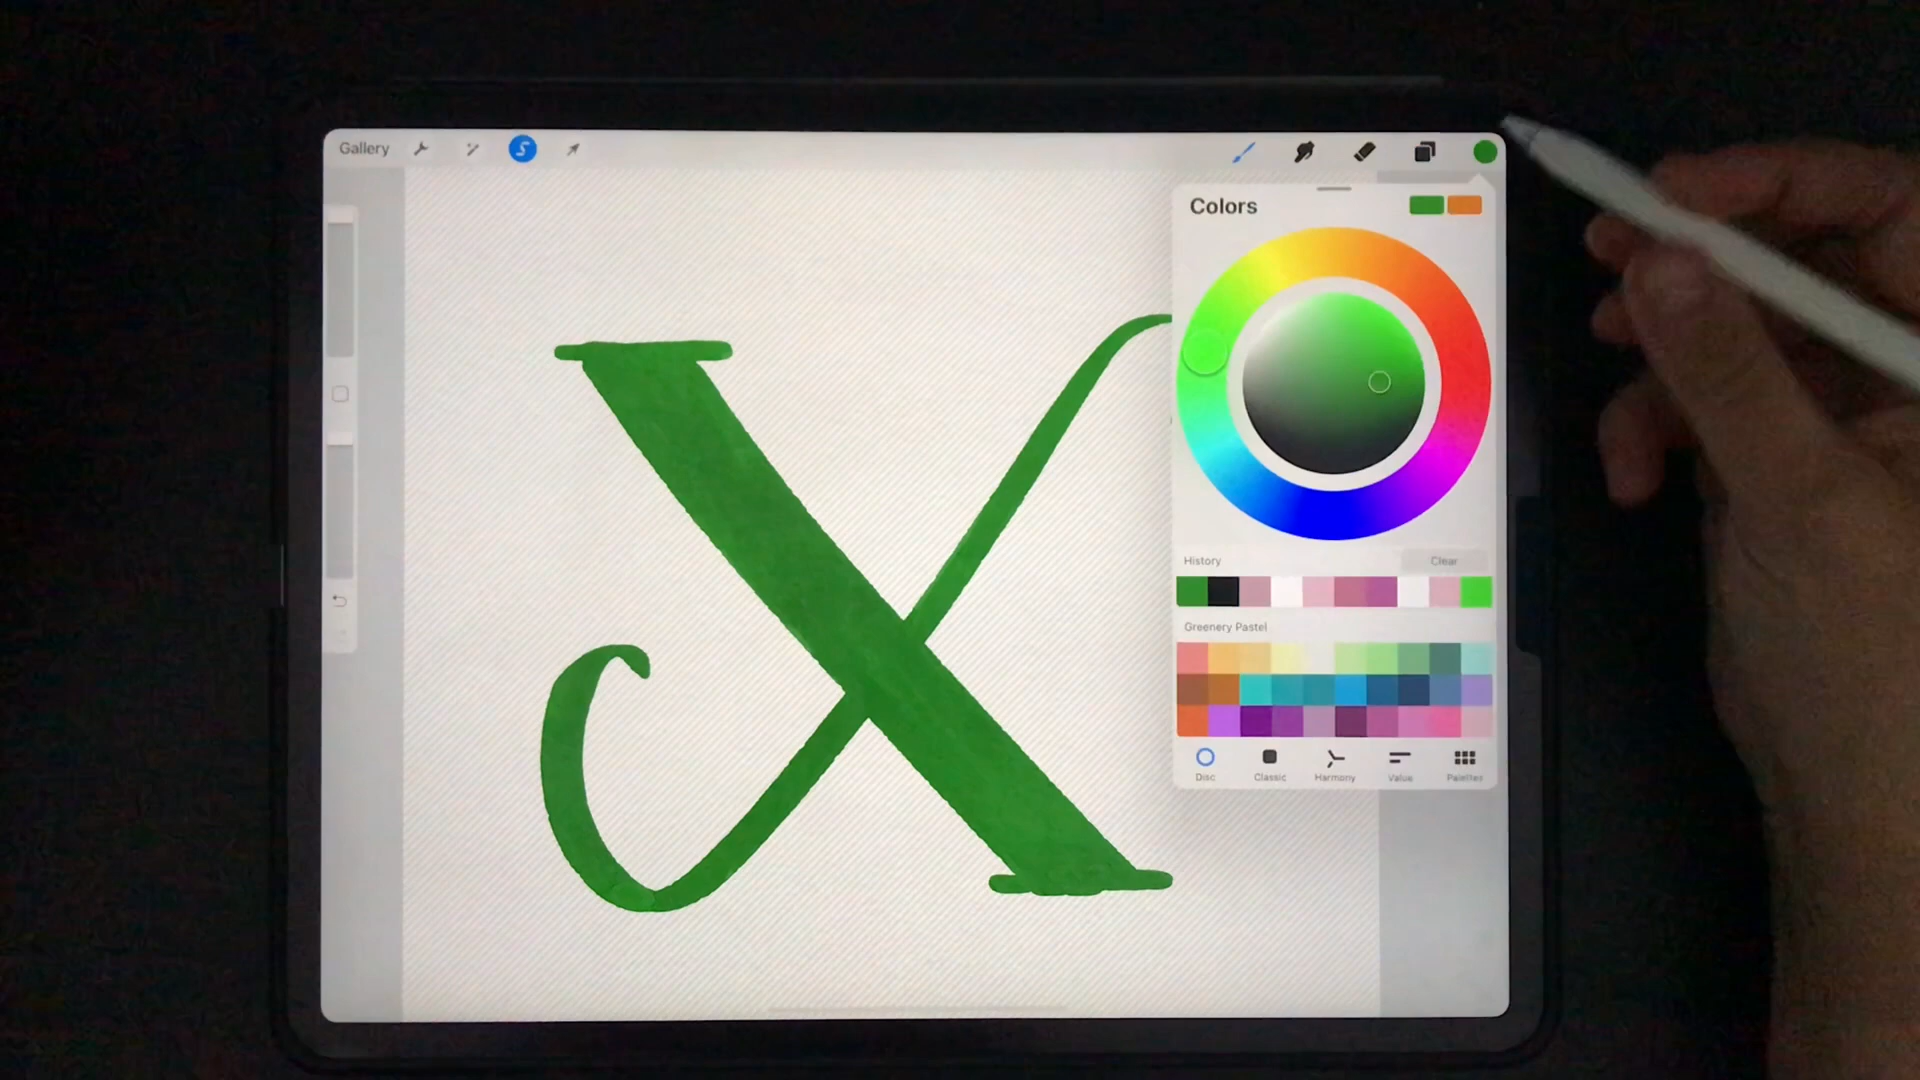 Gallery
Colors
X
History Clear
Greenery Pastel
Disc Classic Harmony Value Palettes